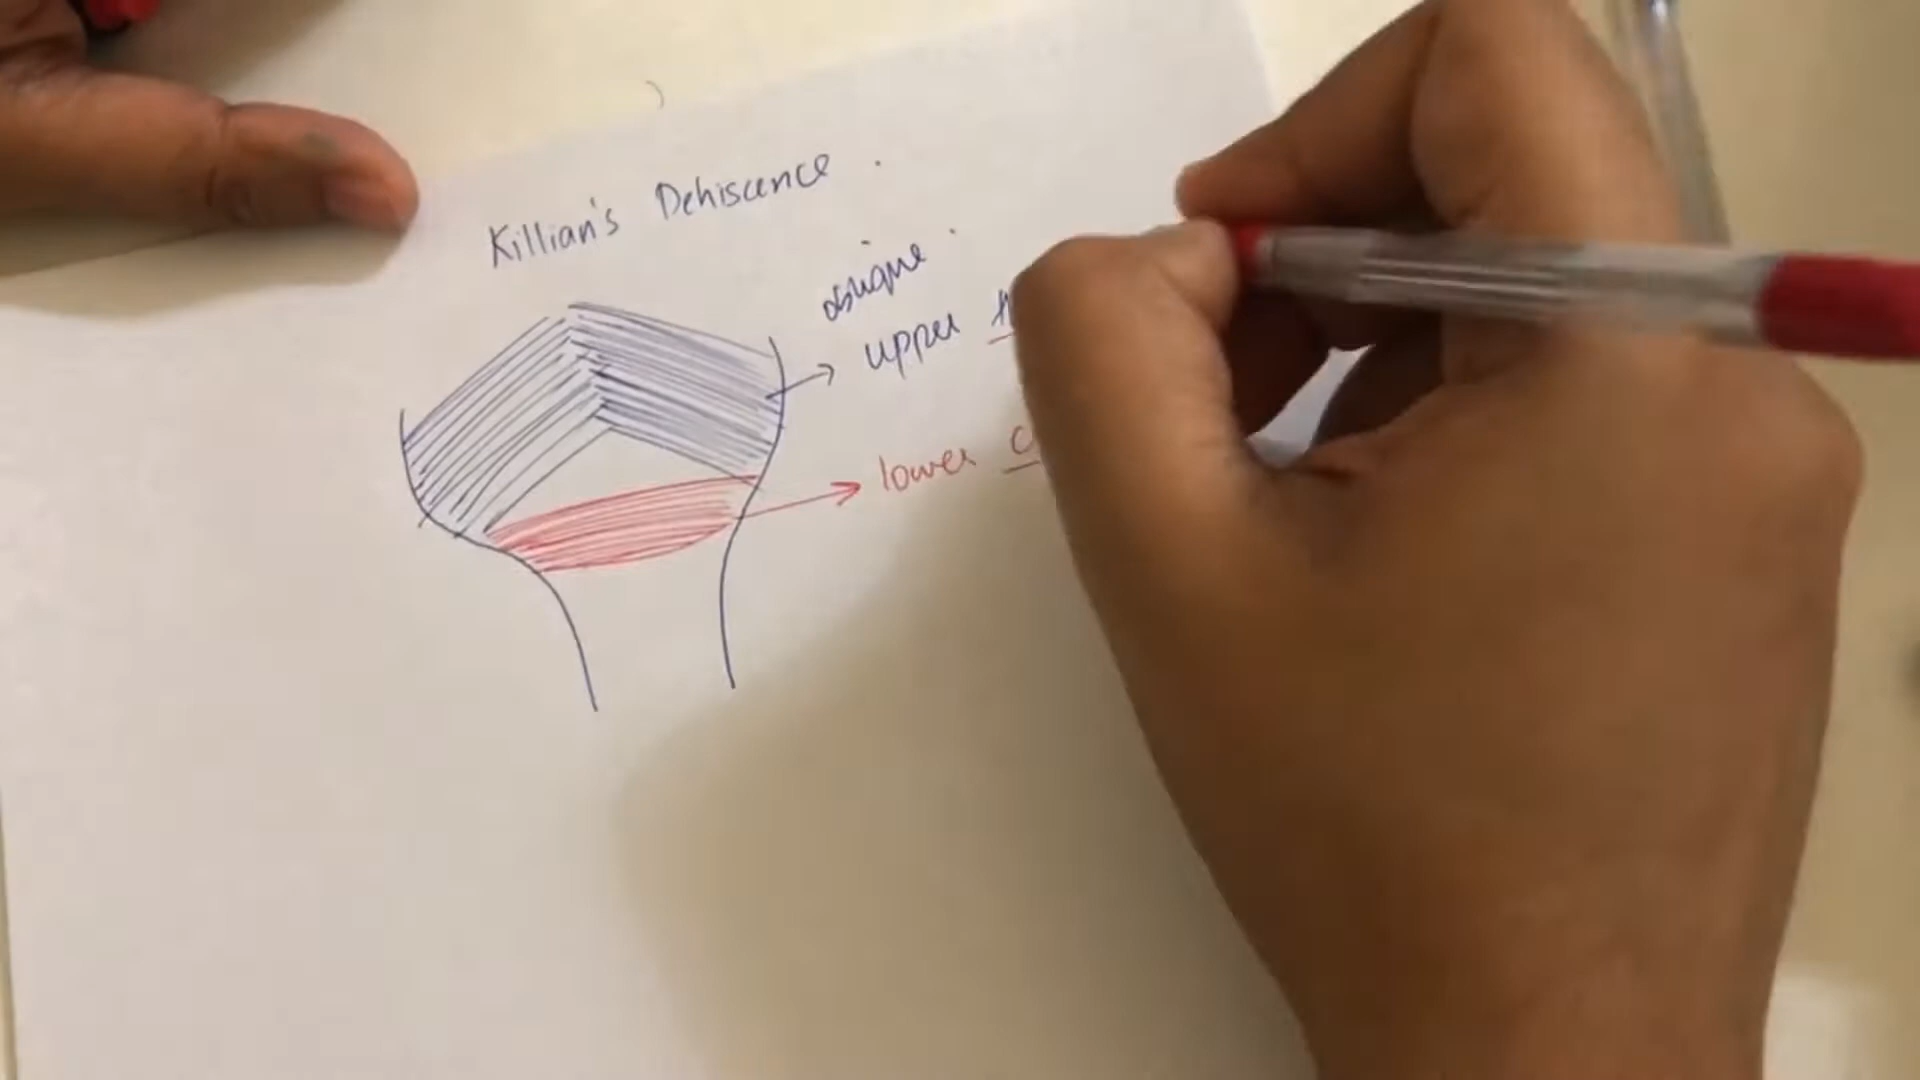 Killian's Dehiscence .
oblique .
upper
lower